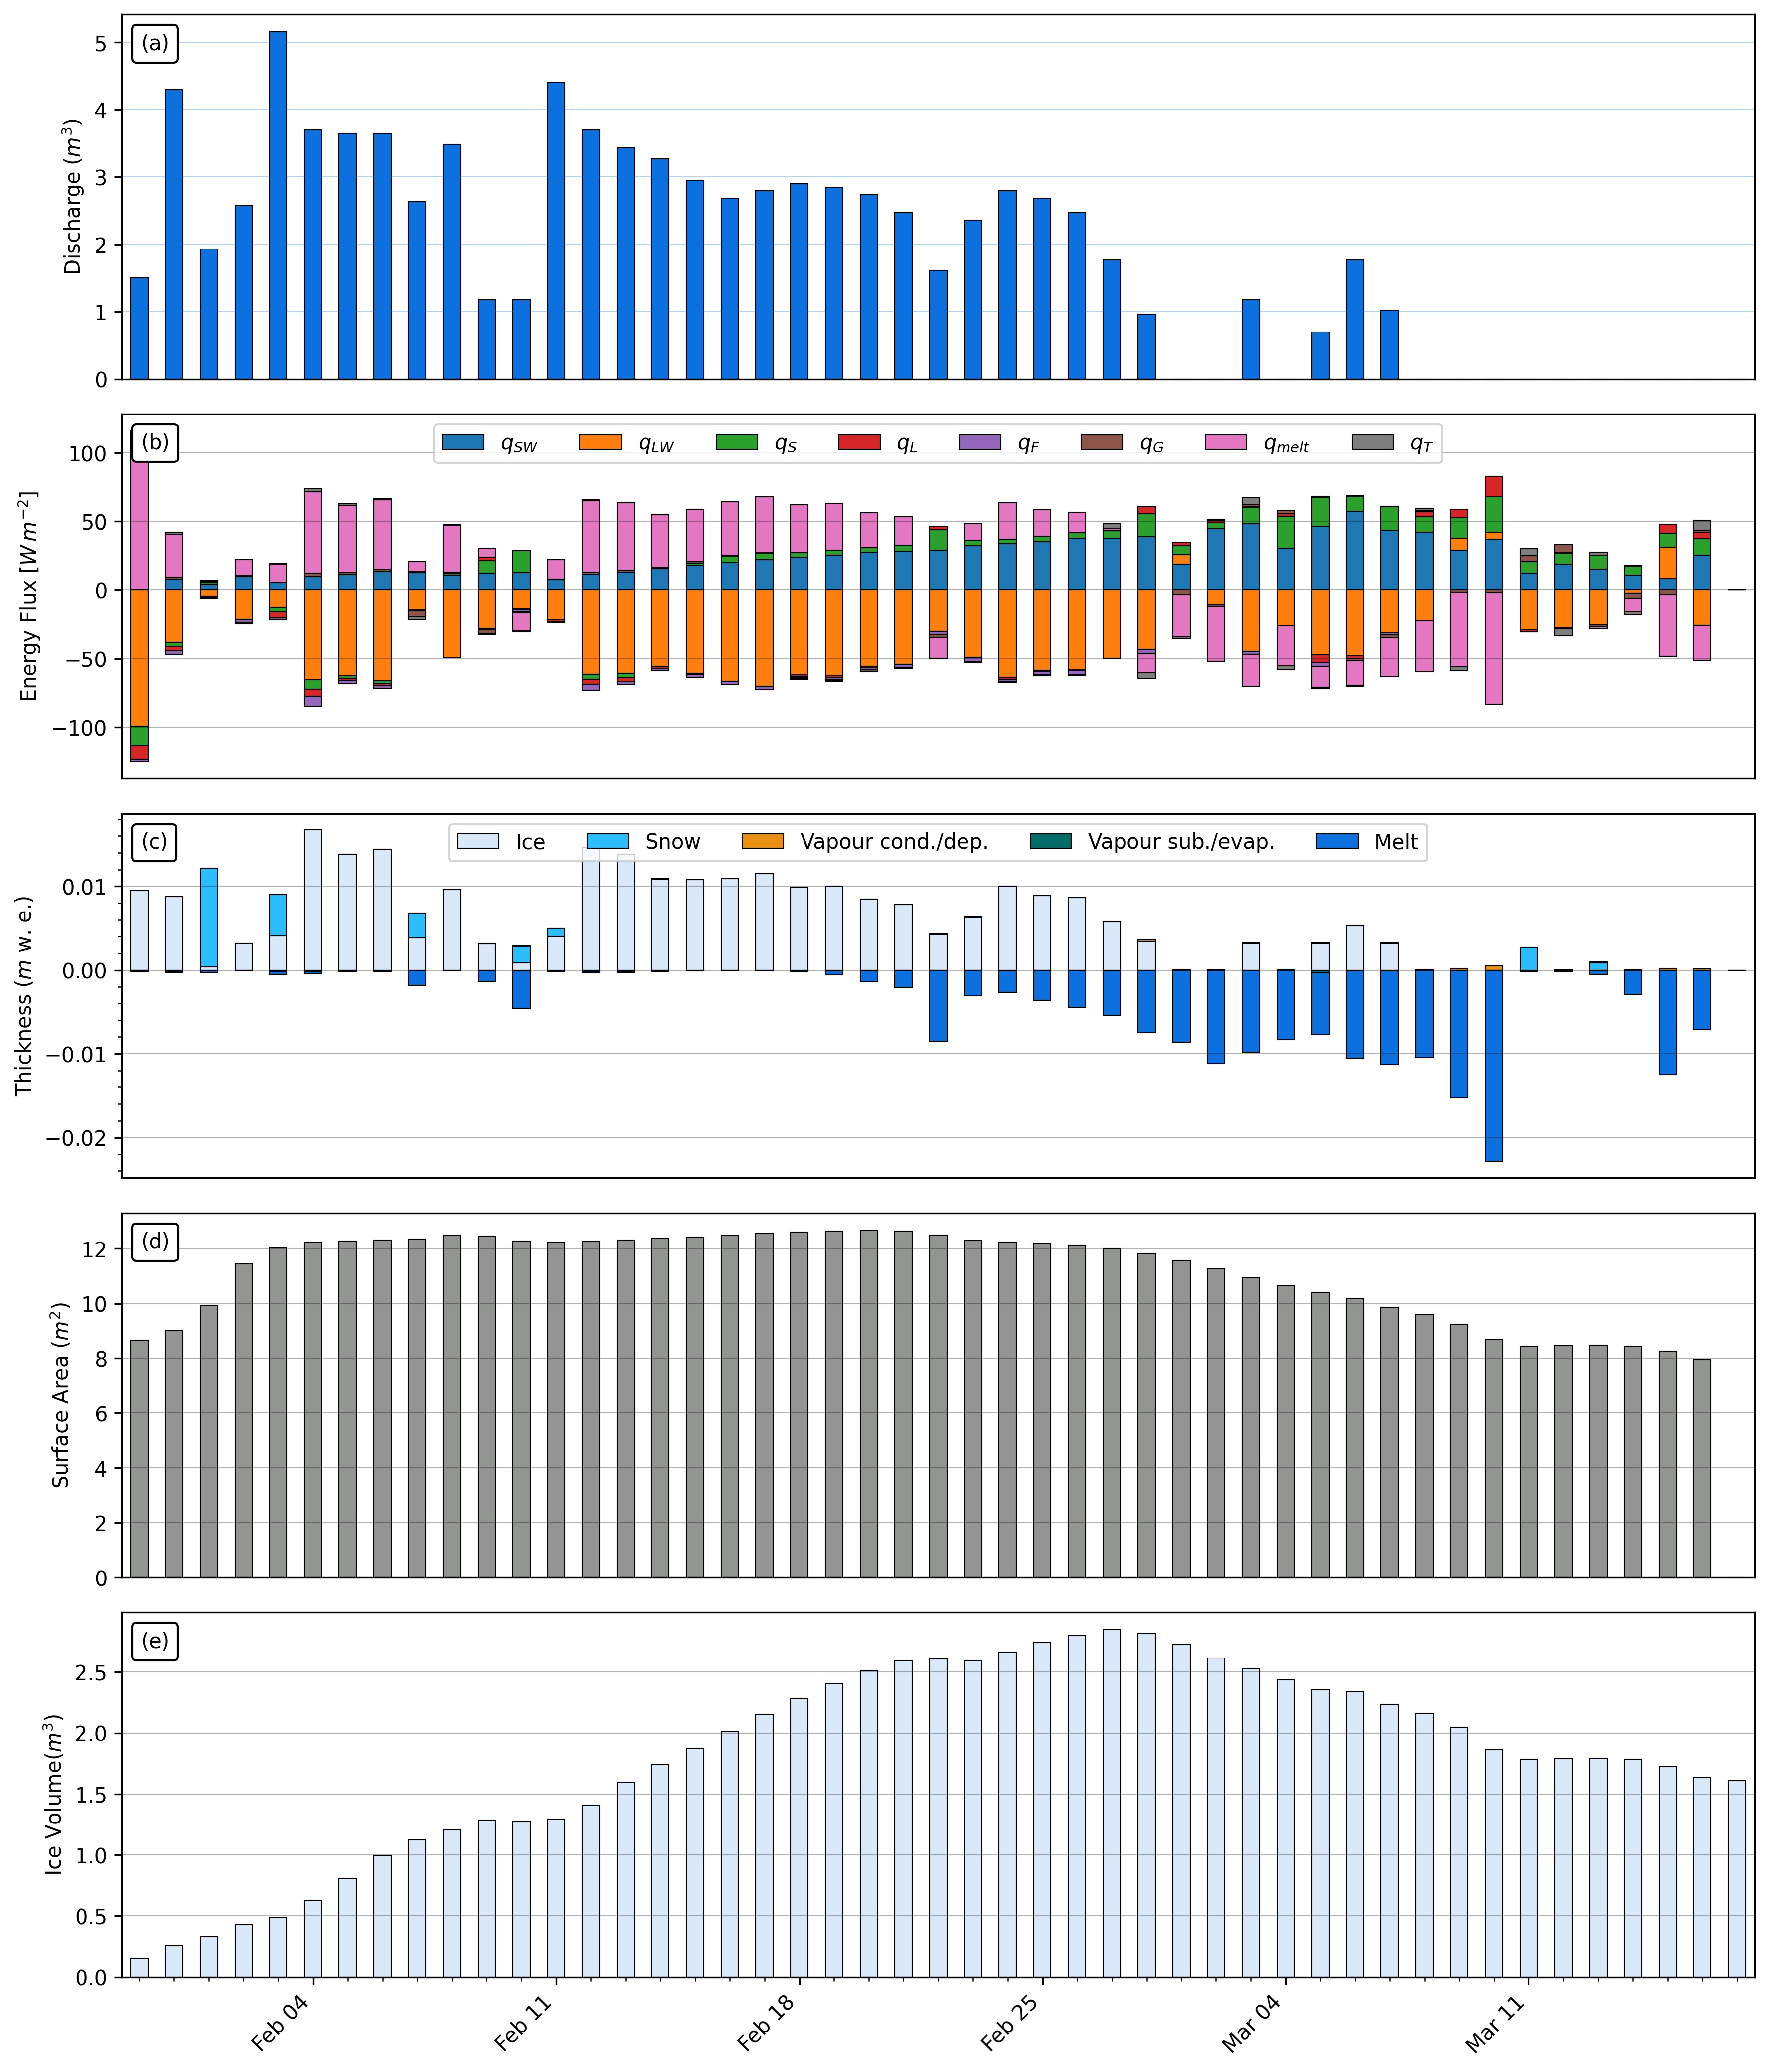 (a)
Discharge (m³)
5
4
3
2
1
0
(b)
q_SW q_LW q_S q_L q_F q_G q_melt q_T
Energy Flux [W m⁻²]
100
50
0
−50
−100
(c)
Ice Snow Vapour cond./dep. Vapour sub./evap. Melt
Thickness (m w. e.)
0.01
0.00
−0.01
−0.02
(d)
Surface Area (m²)
12
10
8
6
4
2
0
(e)
Ice Volume(m³)
2.5
2.0
1.5
1.0
0.5
0.0
Feb 04 Feb 11 Feb 18 Feb 25 Mar 04 Mar 11